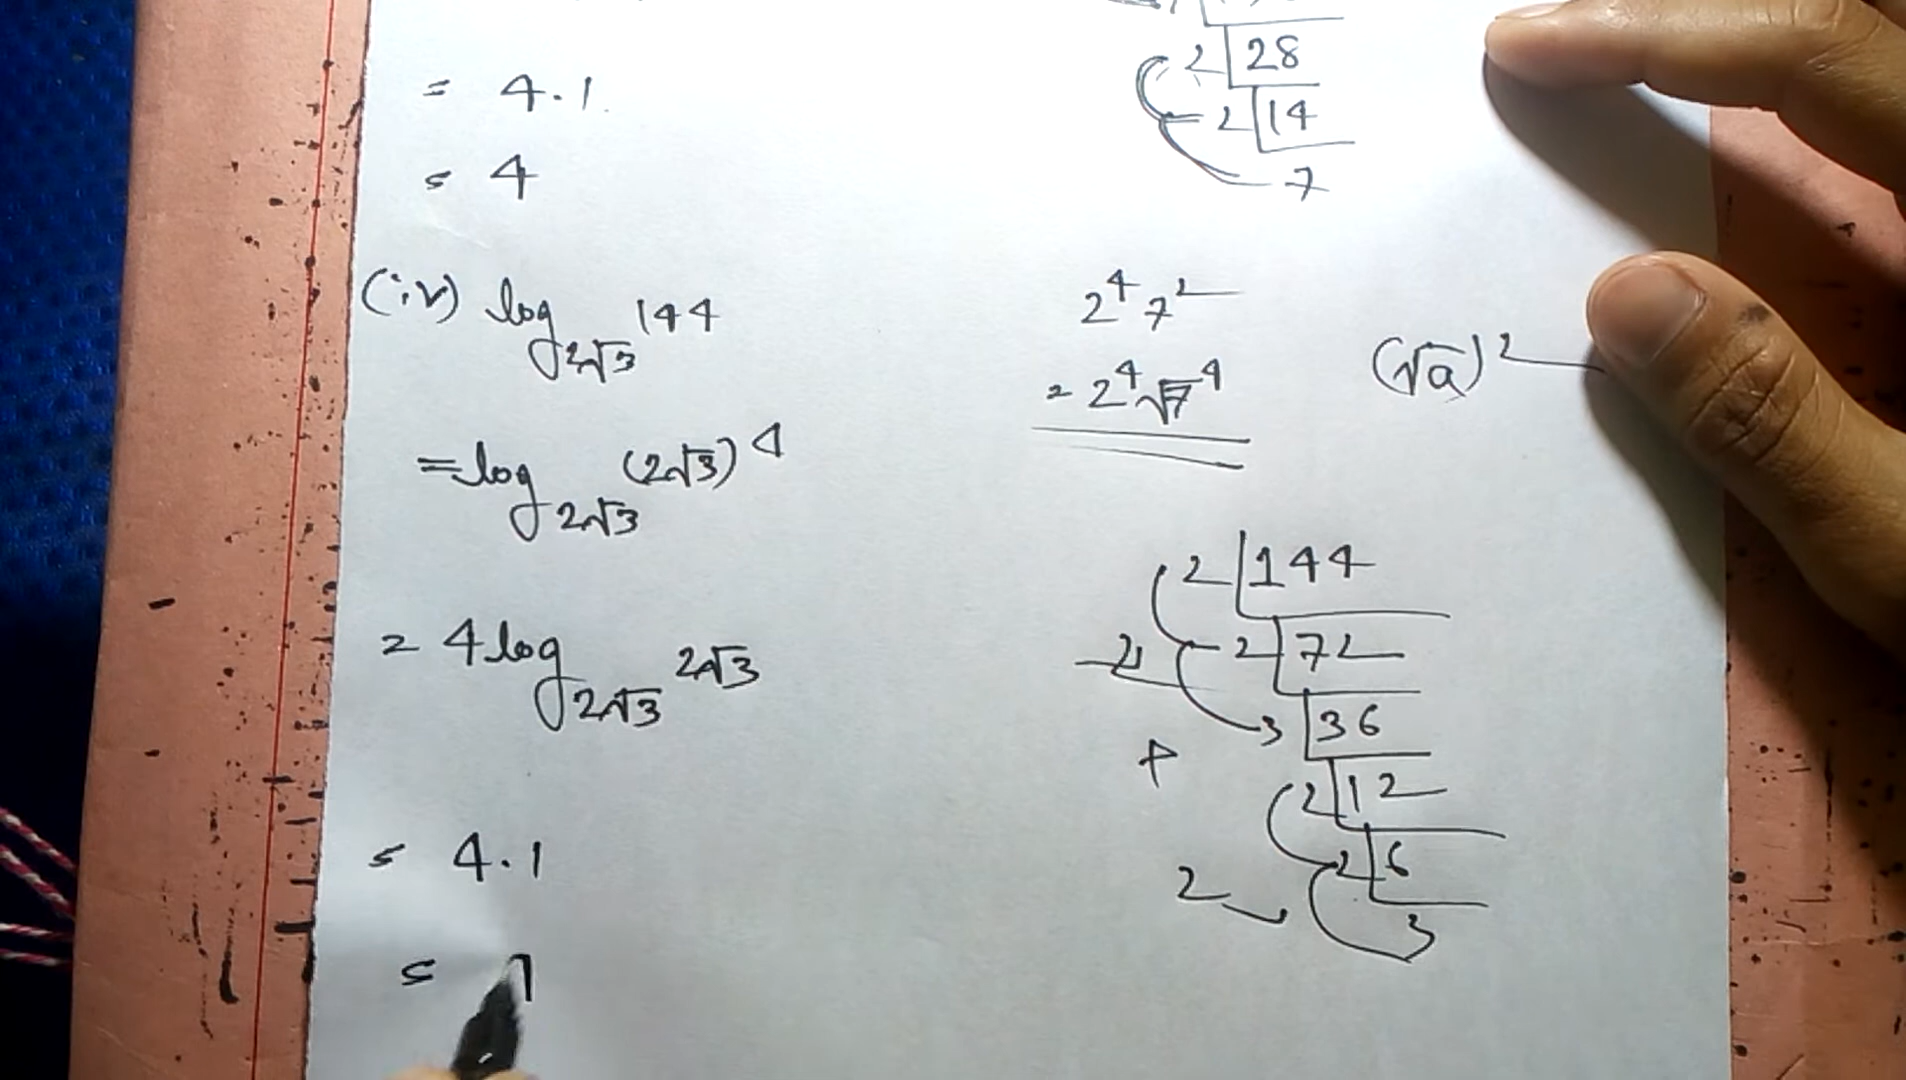 = 4.1
= 4
(iv) log_{2√3} 144
= log_{2√3} (2√3)^4
= 4 log_{2√3} 2√3
= 4.1
=
2 | 28
2 | 14
7
2^4 7^2
= 2^4 √7^4
(√a)^2
2 | 144
2 | 72
3 | 36
2 | 12
2 | 6
3
2